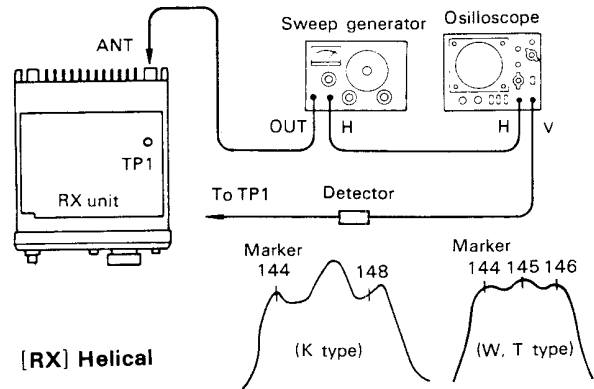 Sweep generator
Osilloscope
ANT
OUT
H
H
V
TP1
RX unit
To TP1
Detector
Marker
144
148
(K type)
Marker
144 145 146
(W, T type)
[RX] Helical